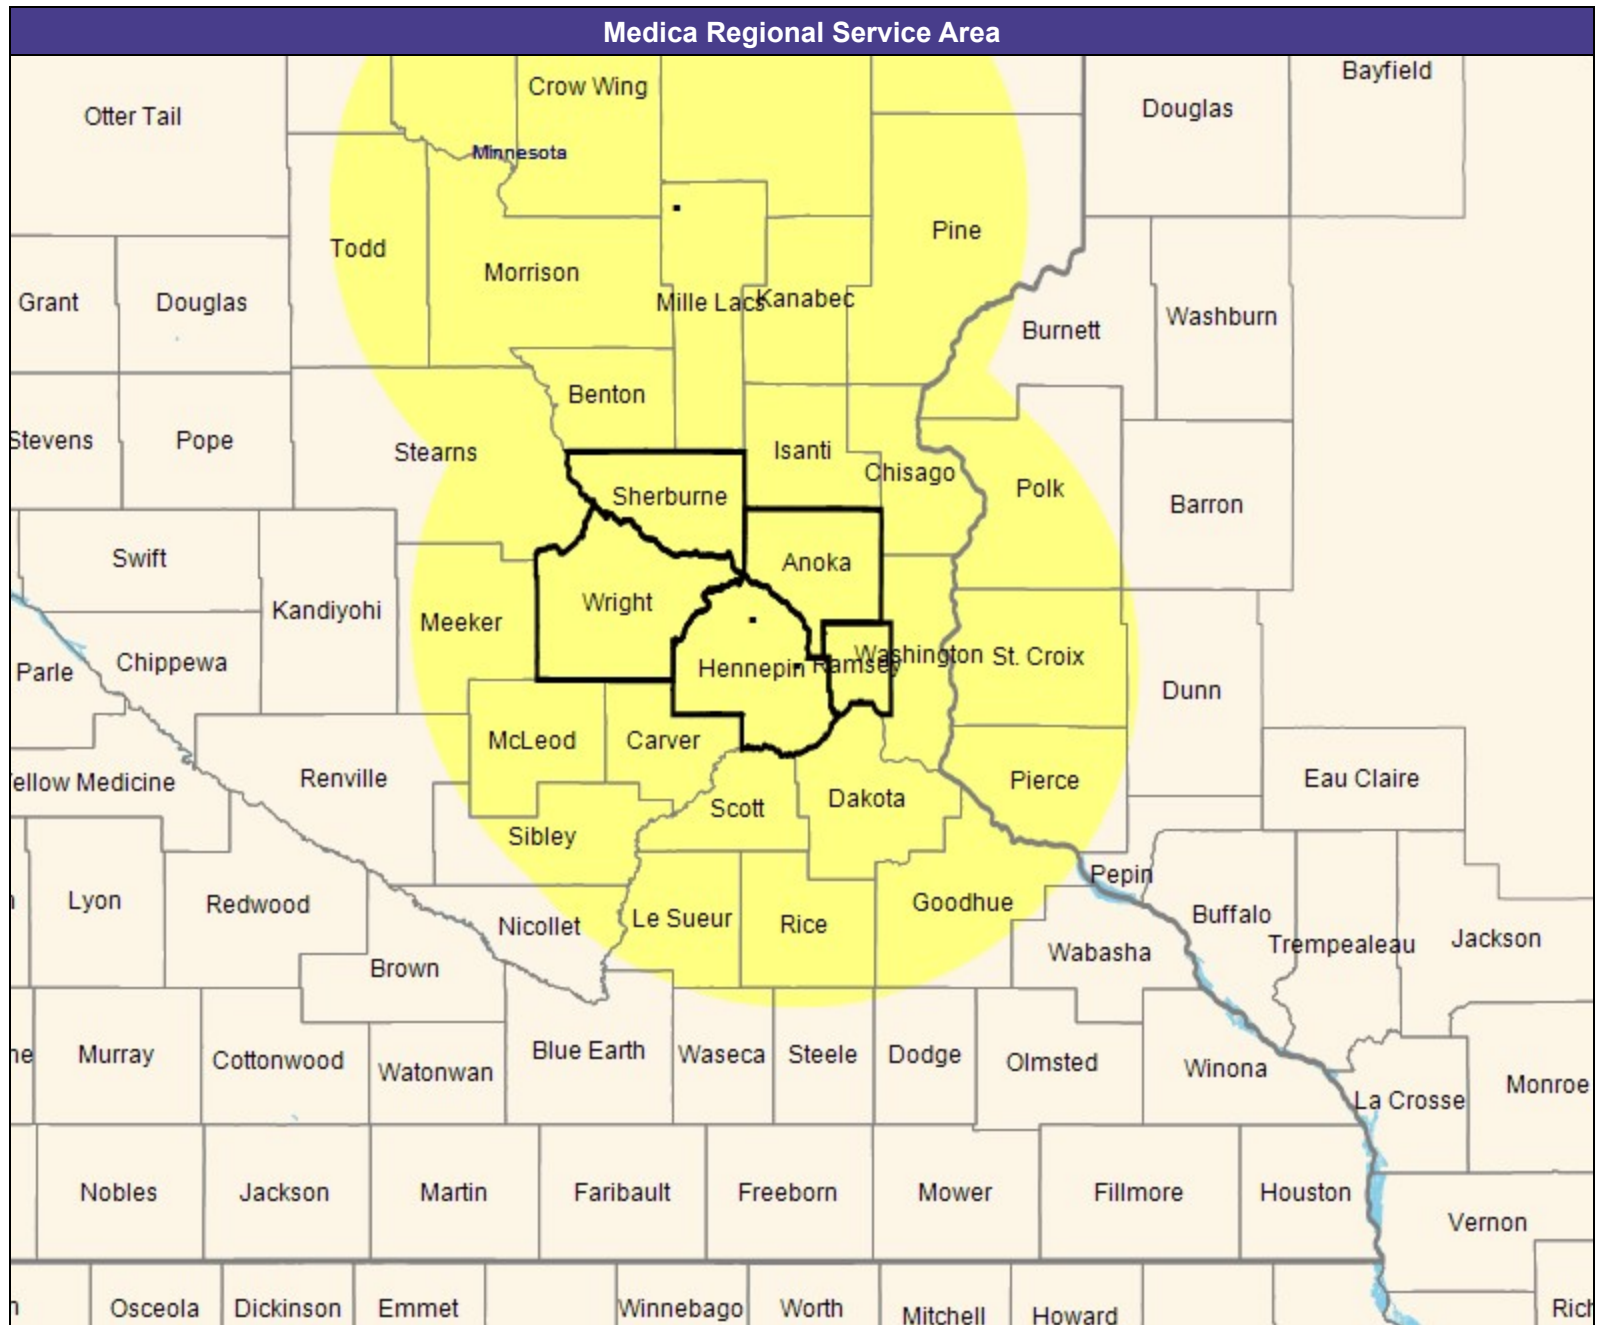 Medica Regional Service Area
Bayfield
Crow Wing
Douglas
Otter Tail
Minnesota
Pine
Todd
Morrison
Mille Lacs
Kanabec
Grant
Douglas
Washburn
Burnett
Benton
Stevens
Pope
Stearns
Isanti
Chisago
Polk
Sherburne
Barron
Swift
Anoka
Wright
Kandiyohi
Meeker
Washington
St. Croix
Parle
Chippewa
Hennepin
Ramsey
Dunn
McLeod
Carver
Renville
ellow Medicine
Pierce
Eau Claire
Scott
Dakota
Sibley
Pepin
Lyon
Redwood
Goodhue
Nicollet
Le Sueur
Rice
Buffalo
Trempealeau
Jackson
Wabasha
Brown
ne
Murray
Cottonwood
Watonwan
Blue Earth
Waseca
Steele
Dodge
Olmsted
Winona
La Crosse
Monroe
Nobles
Jackson
Martin
Faribault
Freeborn
Mower
Fillmore
Houston
Vernon
Osceola
Dickinson
Emmet
Winnebago
Worth
Mitchell
Howard
Rich